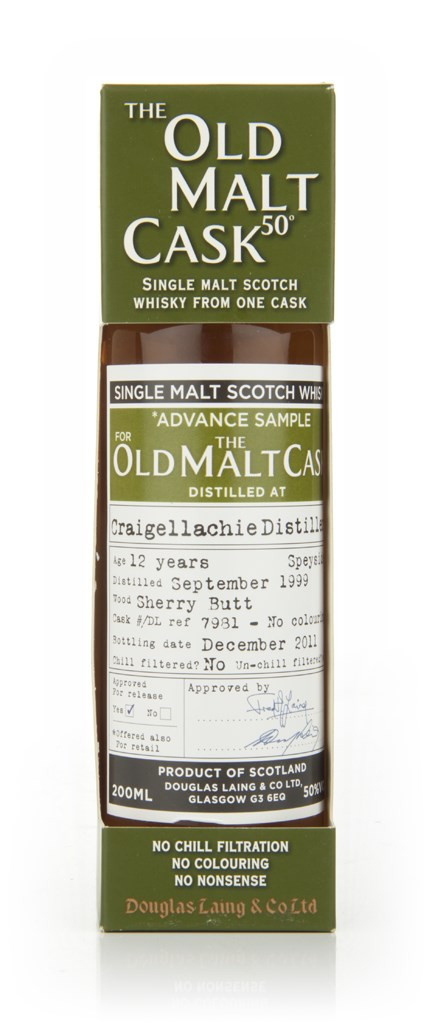 THE
OLD
MALT
CASK 50°
SINGLE MALT SCOTCH
WHISKY FROM ONE CASK
SINGLE MALT SCOTCH WHIS
*ADVANCE SAMPLE
FOR THE
OLD MALT CAS
DISTILLED AT
Craigellachie Distille
Age 12 years Speysi
Distilled September 1999
Wood Sherry Butt
Cask #/DL ref 7981 - No colour
Bottling date December 2011
Chill filtered? No Un-chill filtere
Approved
For release
Approved by
Yes ☑ No ☐
*Offered also
For retail
PRODUCT OF SCOTLAND
DOUGLAS LAING & CO LTD,
200ML GLASGOW G3 6EQ 50%V
NO CHILL FILTRATION
NO COLOURING
NO NONSENSE
Douglas Laing & Co Ltd
NO NONSENSE